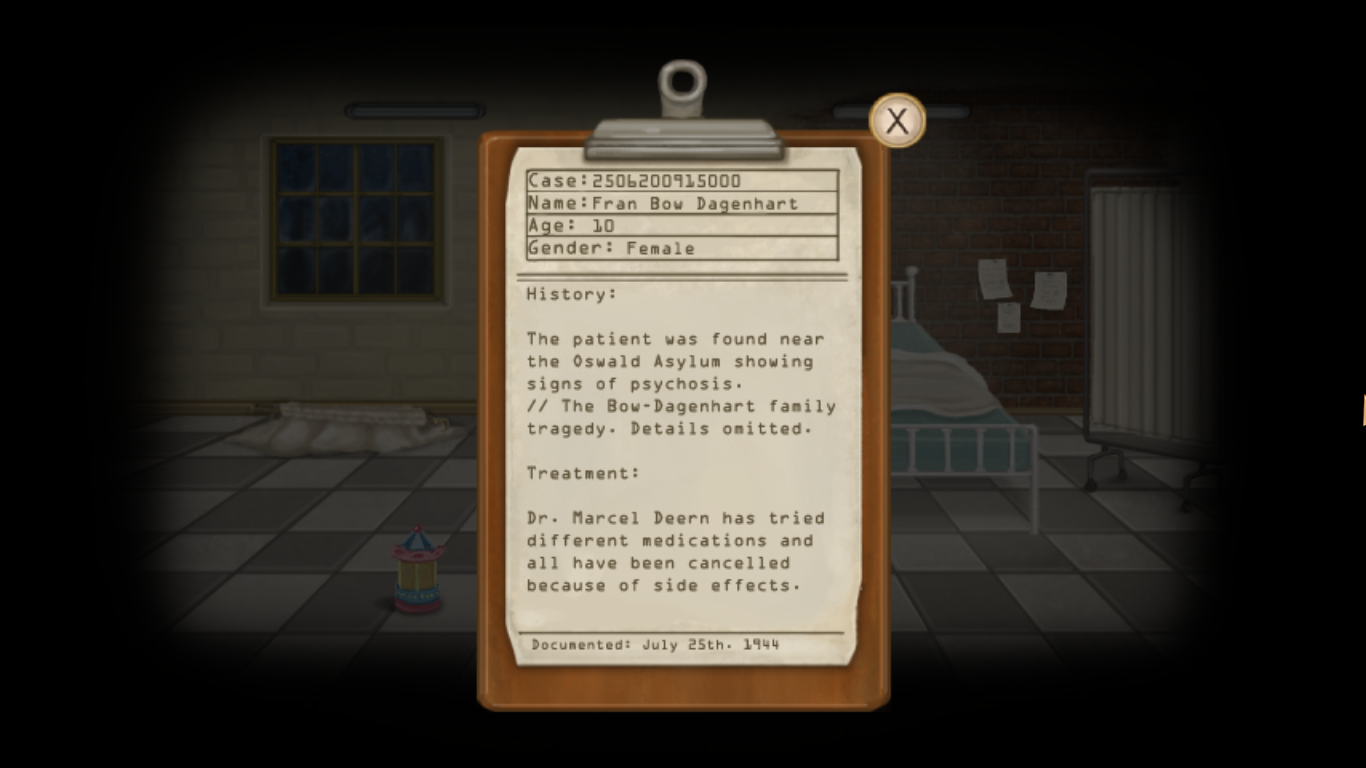 X
Case:2506200915000
Name:Fran Bow Dagenhart
Age: 10
Gender: Female
History:
The patient was found near
the Oswald Asylum showing
signs of psychosis.
// The Bow-Dagenhart family
tragedy. Details omitted.
Treatment:
Dr. Marcel Deern has tried
different medications and
all have been cancelled
because of side effects.
Documented: July 25th. 1944